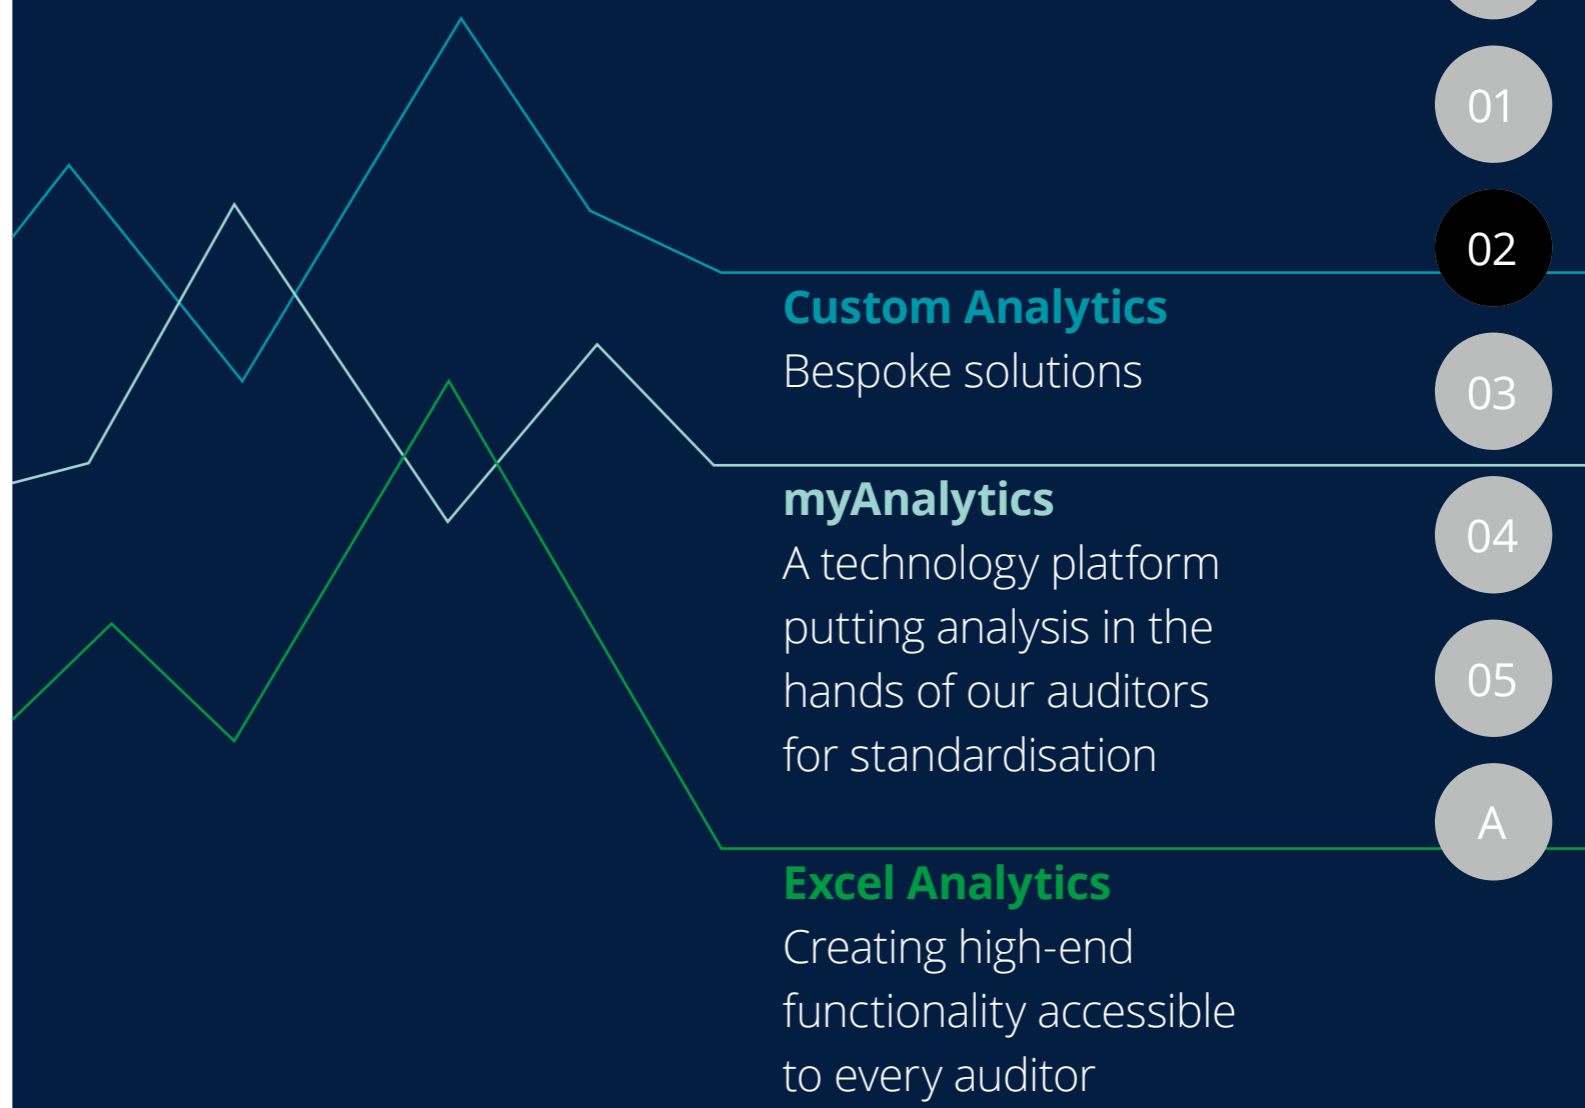 Custom Analytics
Bespoke solutions
myAnalytics
A technology platform
putting analysis in the
hands of our auditors
for standardisation
Excel Analytics
Creating high-end
functionality accessible
to every auditor
01
02
03
04
05
A